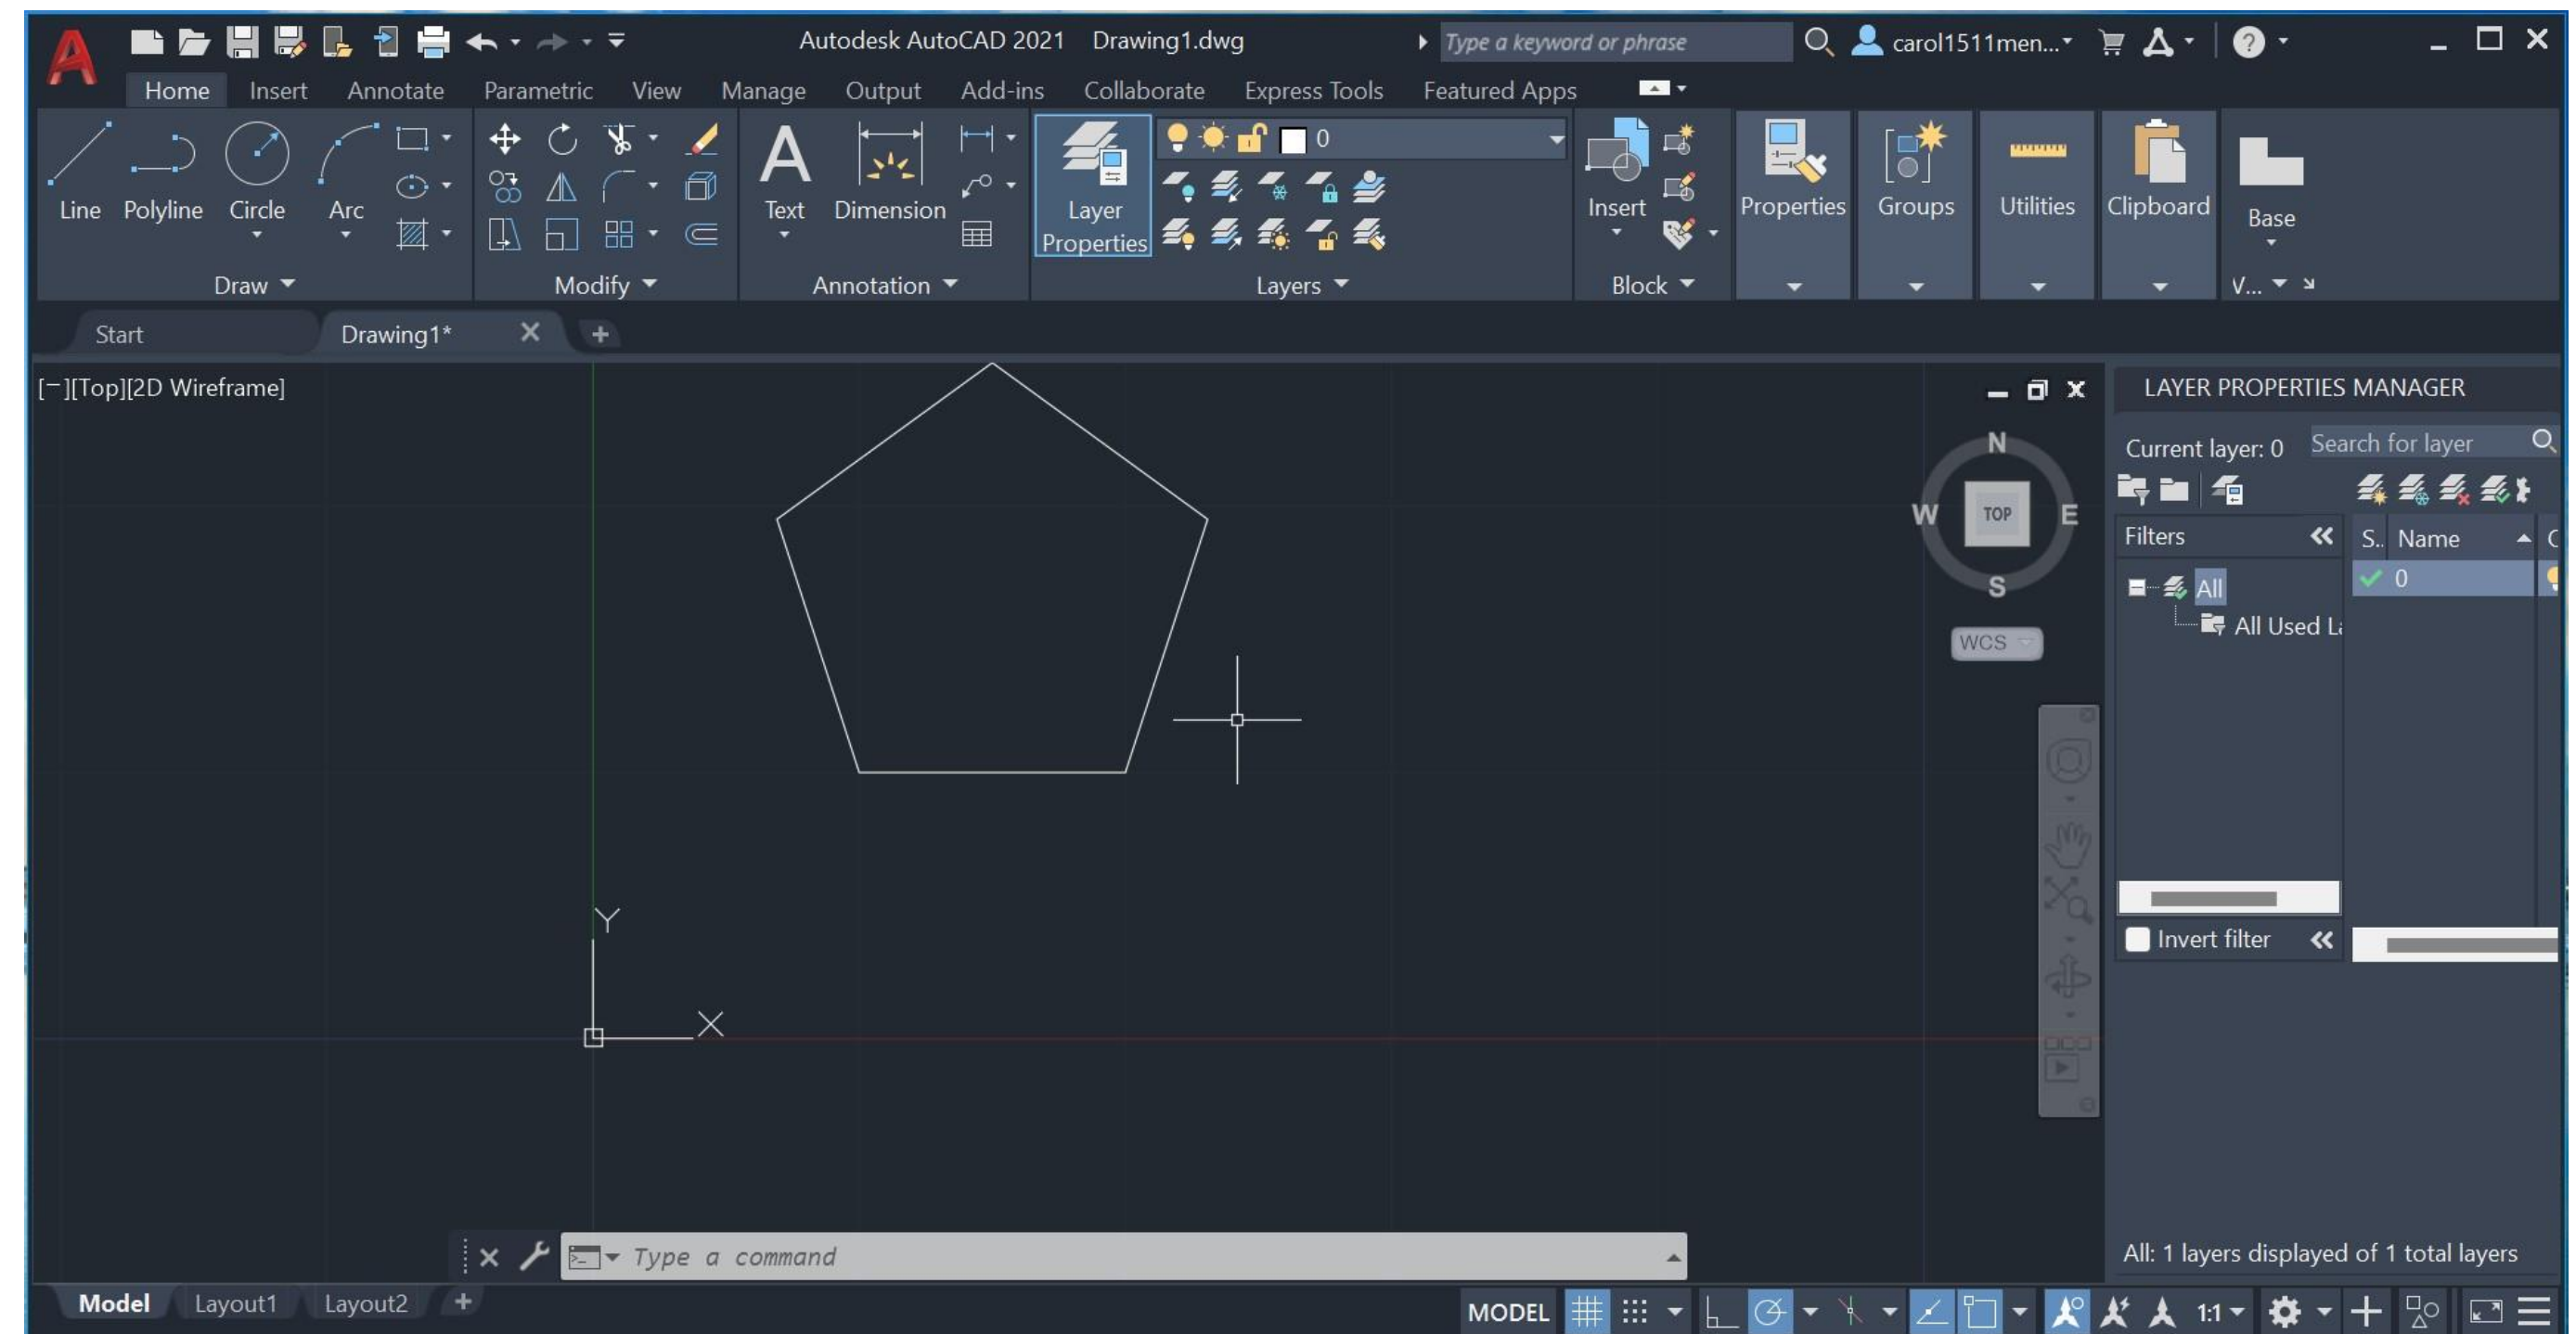 Autodesk AutoCAD 2021 Drawing1.dwg
Type a keyword or phrase
carol1511men...
Home Insert Annotate Parametric View Manage Output Add-ins Collaborate Express Tools Featured Apps
0
Line Polyline Circle Arc
Text Dimension
Layer
Properties
Insert
Properties Groups Utilities Clipboard
Base
Draw Modify Annotation Layers Block V...
Start Drawing1*
[−][Top][2D Wireframe]
N
W TOP E
S
WCS
LAYER PROPERTIES MANAGER
Current layer: 0 Search for layer
Filters S.. Name
All 0
All Used
Invert filter
Y
X
Type a command
All: 1 layers displayed of 1 total layers
Model Layout1 Layout2
MODEL 1:1